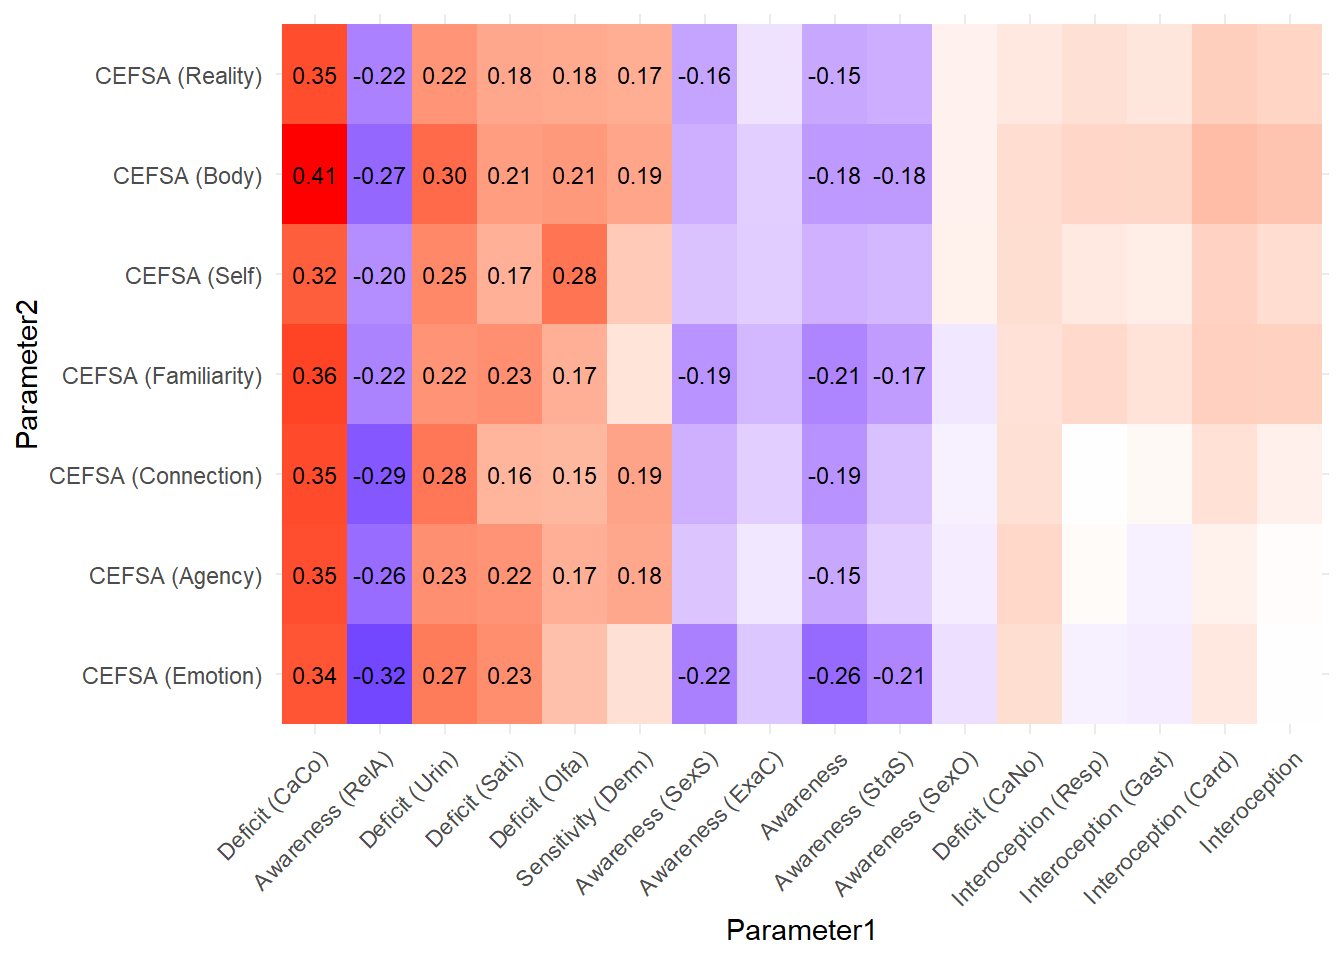 CEFSA (Reality) 0.35 -0.22 0.22 0.18 0.18 0.17 -0.16 -0.15
CEFSA (Body) 0.41 -0.27 0.30 0.21 0.21 0.19 -0.18 -0.18
CEFSA (Self) 0.32 -0.20 0.25 0.17 0.28
CEFSA (Familiarity) 0.36 -0.22 0.22 0.23 0.17 -0.19 -0.21 -0.17
CEFSA (Connection) 0.35 -0.29 0.28 0.16 0.15 0.19 -0.19
CEFSA (Agency) 0.35 -0.26 0.23 0.22 0.17 0.18 -0.15
CEFSA (Emotion) 0.34 -0.32 0.27 0.23 -0.22 -0.26 -0.21
Parameter2
Deficit (CaCo)
Awareness (RelA)
Deficit (Urin)
Deficit (Sati)
Deficit (Olfa)
Sensitivity (Derm)
Awareness (SexS)
Awareness (ExaC)
Awareness
Awareness (StaS)
Awareness (SexO)
Deficit (CaNo)
Interoception (Resp)
Interoception (Gast)
Interoception (Card)
Interoception
Parameter1